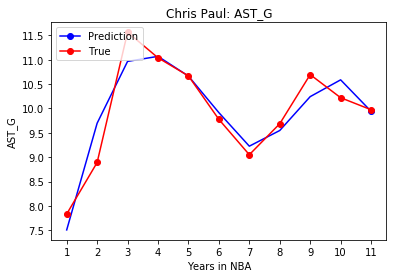 Chris Paul: AST_G
Prediction
True
AST_G
11.5
11.0
10.5
10.0
9.5
9.0
8.5
8.0
7.5
1 2 3 4 5 6 7 8 9 10 11
Years in NBA